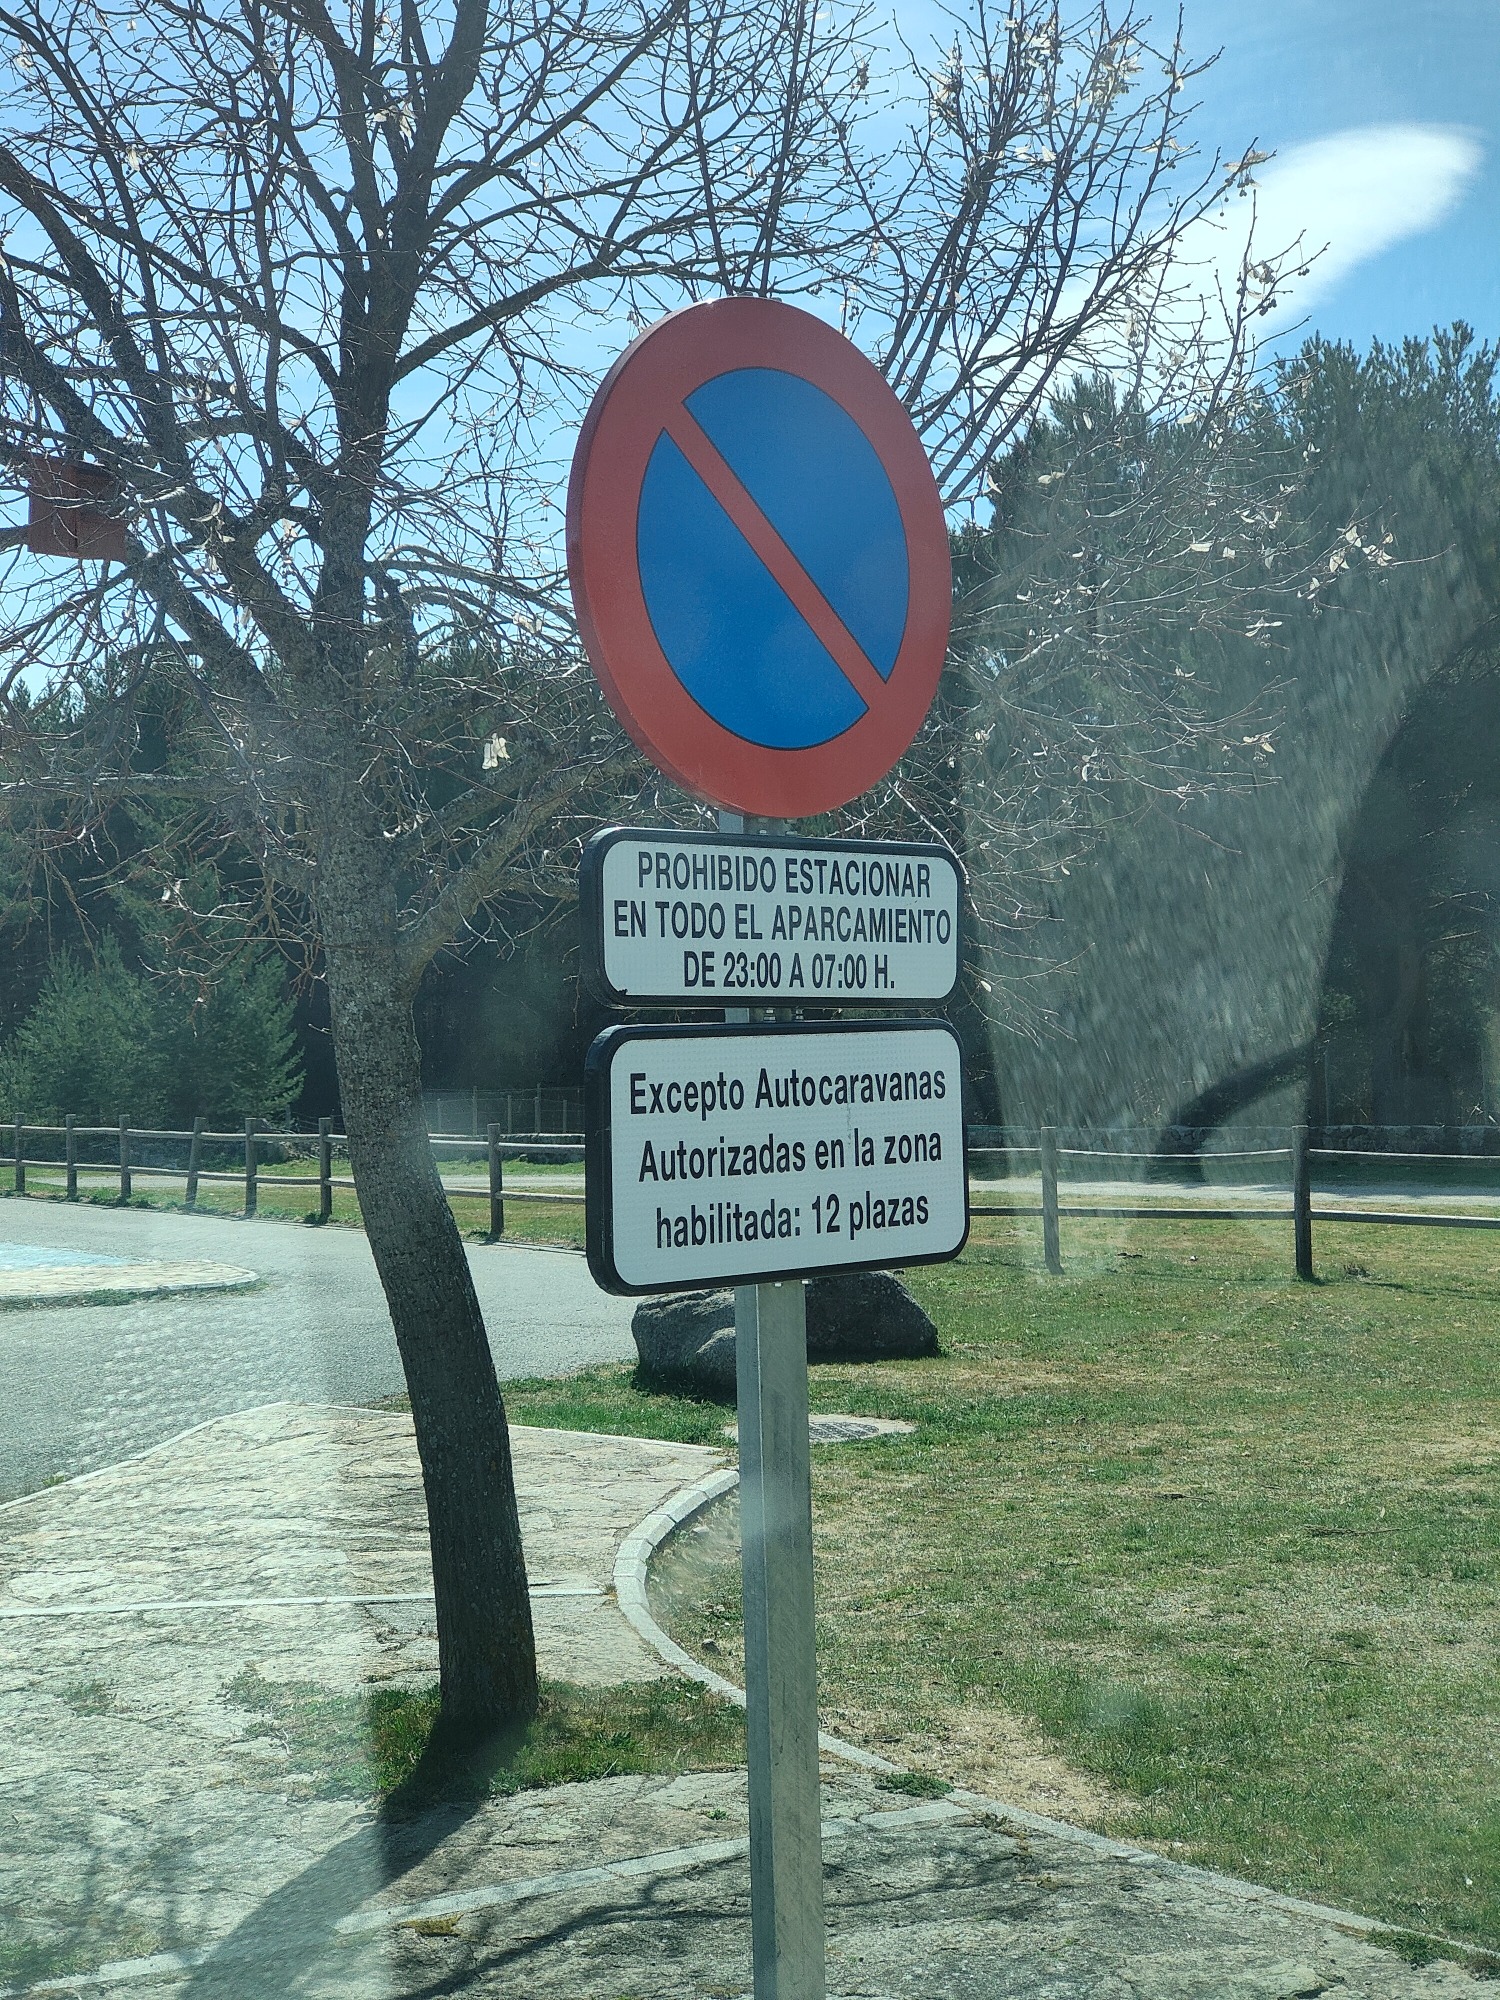 PROHIBIDO ESTACIONAR
EN TODO EL APARCAMIENTO
DE 23:00 A 07:00 H.
Excepto Autocaravanas
Autorizadas en la zona
habilitada: 12 plazas